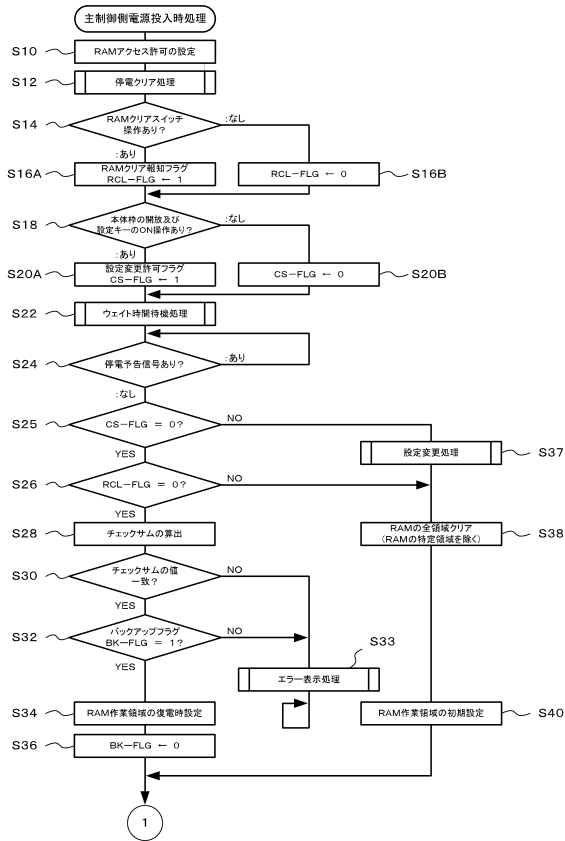 主制御側電源投入時処理
S10
RAMアクセス許可の設定
S12
停電クリア処理
S14
RAMクリアスイッチ
操作あり？
:なし
:あり
S16A
RAMクリア報知フラグ
RCL－FLG ← 1
RCL－FLG ← 0
S16B
S18
本体枠の開放及び
設定キーのON操作あり？
:なし
:あり
S20A
設定変更許可フラグ
CS－FLG ← 1
CS－FLG ← 0
S20B
S22
ウェイト時間待機処理
S24
停電予告信号あり？
:あり
:なし
S25
CS－FLG ＝ 0？
NO
YES
設定変更処理
S37
S26
RCL－FLG ＝ 0？
NO
YES
S28
チェックサムの算出
RAMの全領域クリア
（RAMの特定領域を除く）
S38
S30
チェックサムの値
一致？
NO
YES
S32
バックアップフラグ
BK－FLG ＝ 1？
NO
YES
S33
エラー表示処理
S34
RAM作業領域の復電時設定
RAM作業領域の初期設定
S40
S36
BK－FLG ← 0
1